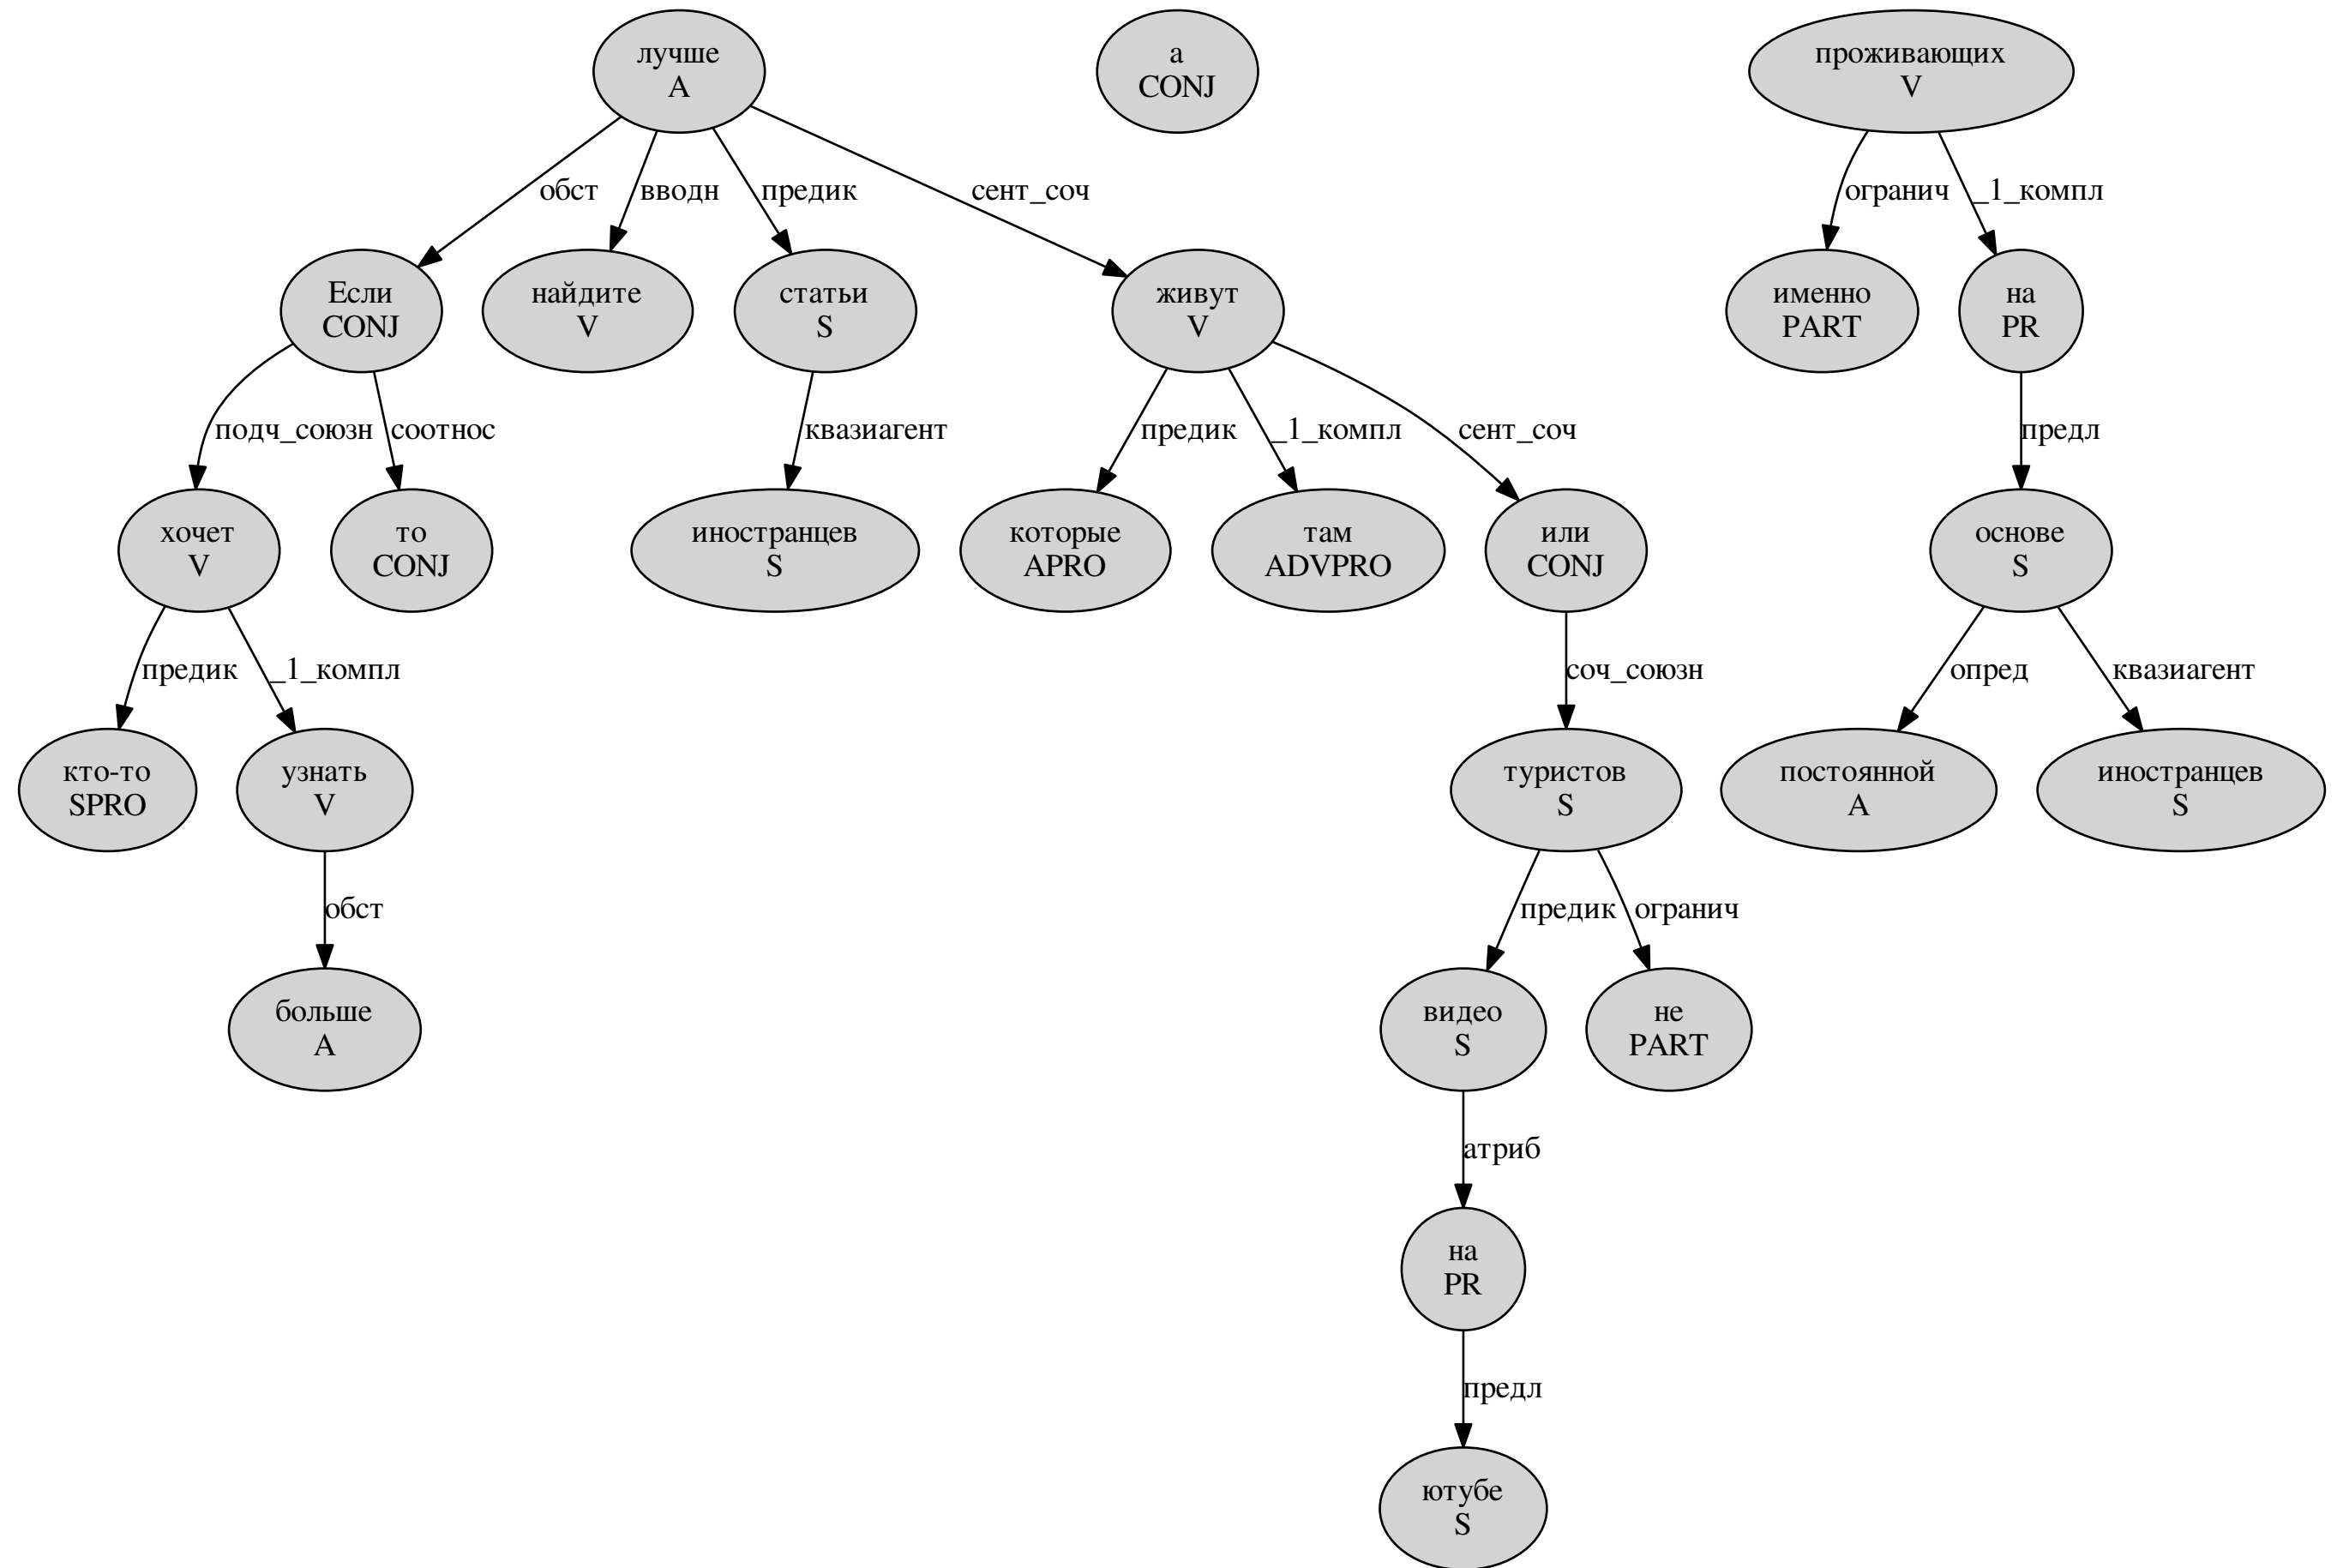 лучше
A
а
CONJ
проживающих
V
обст
вводн
предик
сент_соч
огранич
_1_компл
Если
CONJ
найдите
V
статьи
S
живут
V
именно
PART
на
PR
подч_союзн
соотнос
квазиагент
предик
_1_компл
сент_соч
предл
хочет
V
то
CONJ
иностранцев
S
которые
APRO
там
ADVPRO
или
CONJ
основе
S
предик
_1_компл
соч_союзн
опред
квазиагент
кто-то
SPRO
узнать
V
туристов
S
постоянной
A
иностранцев
S
обст
предик
огранич
больше
A
видео
S
не
PART
атриб
на
PR
предл
ютубе
S